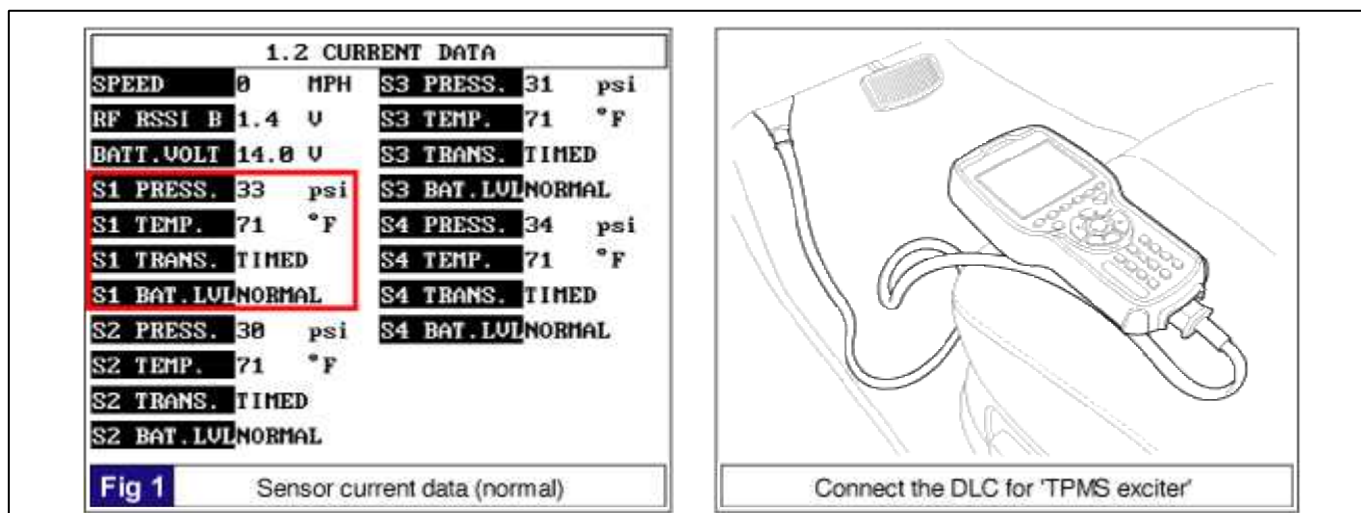 1.2 CURRENT DATA
SPEED 0 MPH
RF RSSI B 1.4 V
BATT.VOLT 14.0 V
S1 PRESS. 33 psi
S1 TEMP. 71 °F
S1 TRANS. TIMED
S1 BAT.LVL NORMAL
S2 PRESS. 30 psi
S2 TEMP. 71 °F
S2 TRANS. TIMED
S2 BAT.LVL NORMAL
S3 PRESS. 31 psi
S3 TEMP. 71 °F
S3 TRANS. TIMED
S3 BAT.LVL NORMAL
S4 PRESS. 34 psi
S4 TEMP. 71 °F
S4 TRANS. TIMED
S4 BAT.LVL NORMAL
Fig 1 Sensor current data (normal)
Connect the DLC for 'TPMS exciter'